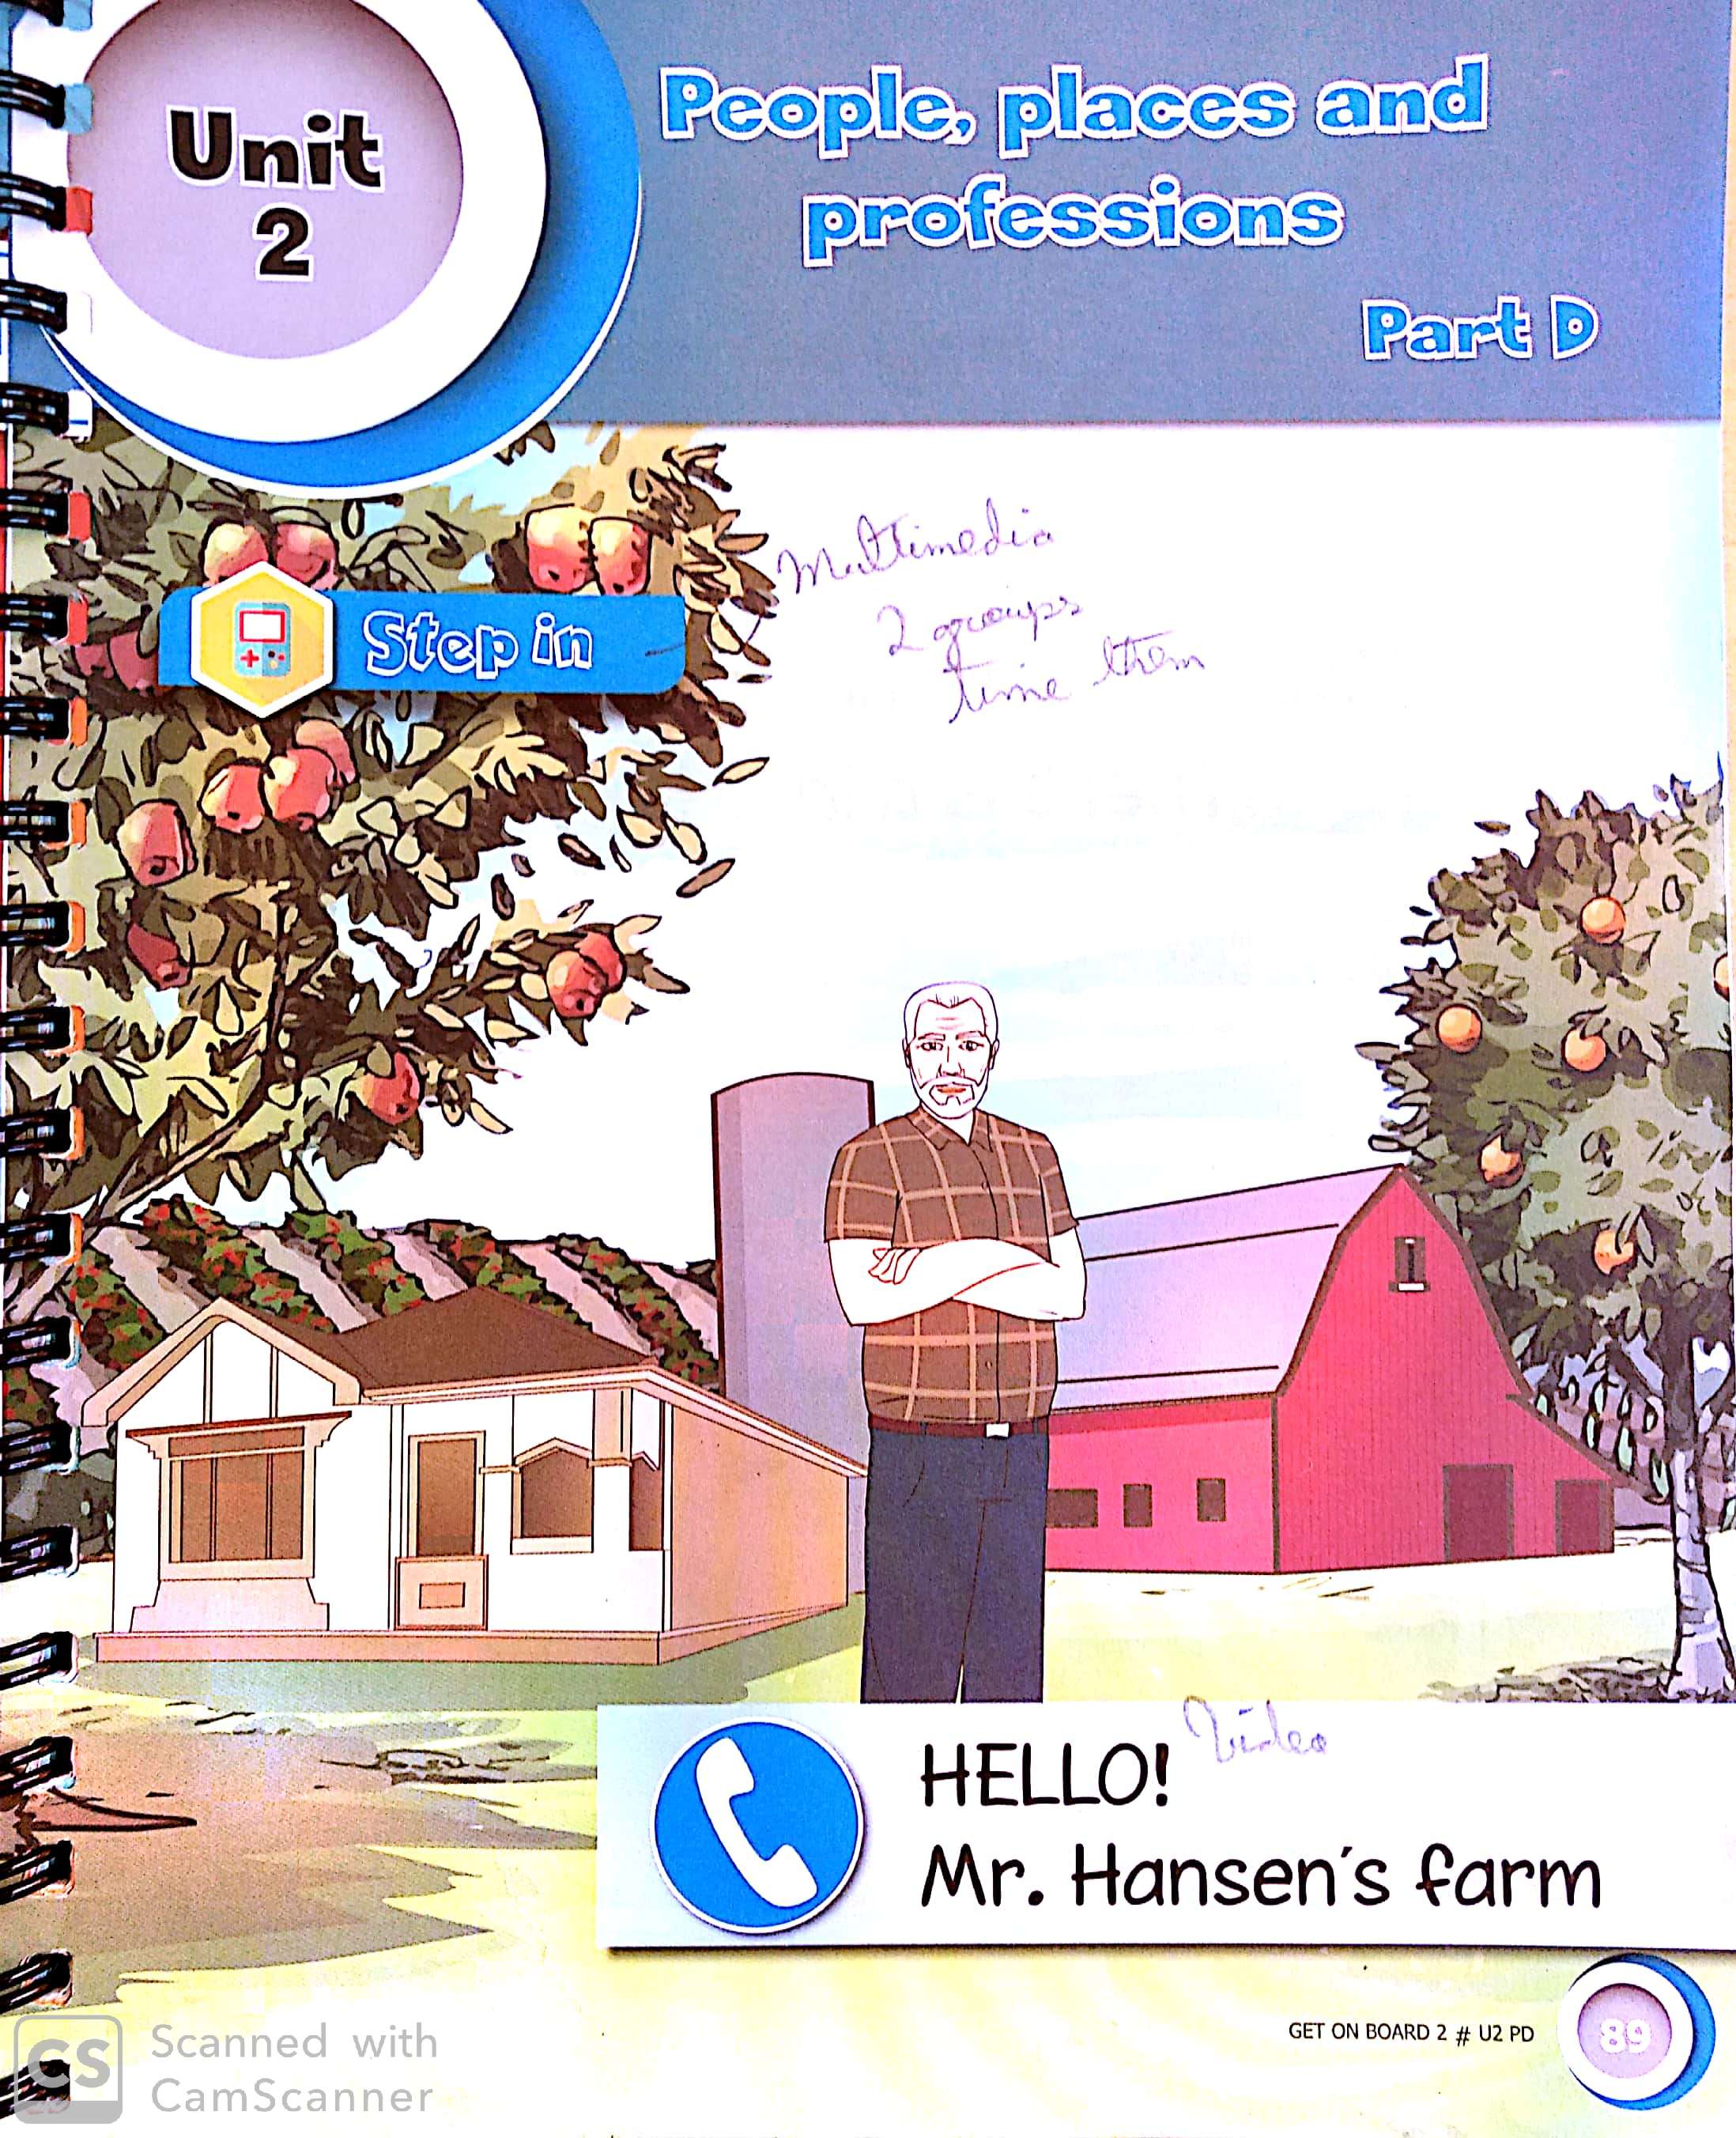 Unit
2
People, places and
professions
Part D
Step in
Multimedia
2 groups
time them
HELLO!
Video
Mr. Hansen's farm
GET ON BOARD 2 # U2 PD
89
CS
Scanned with
CamScanner